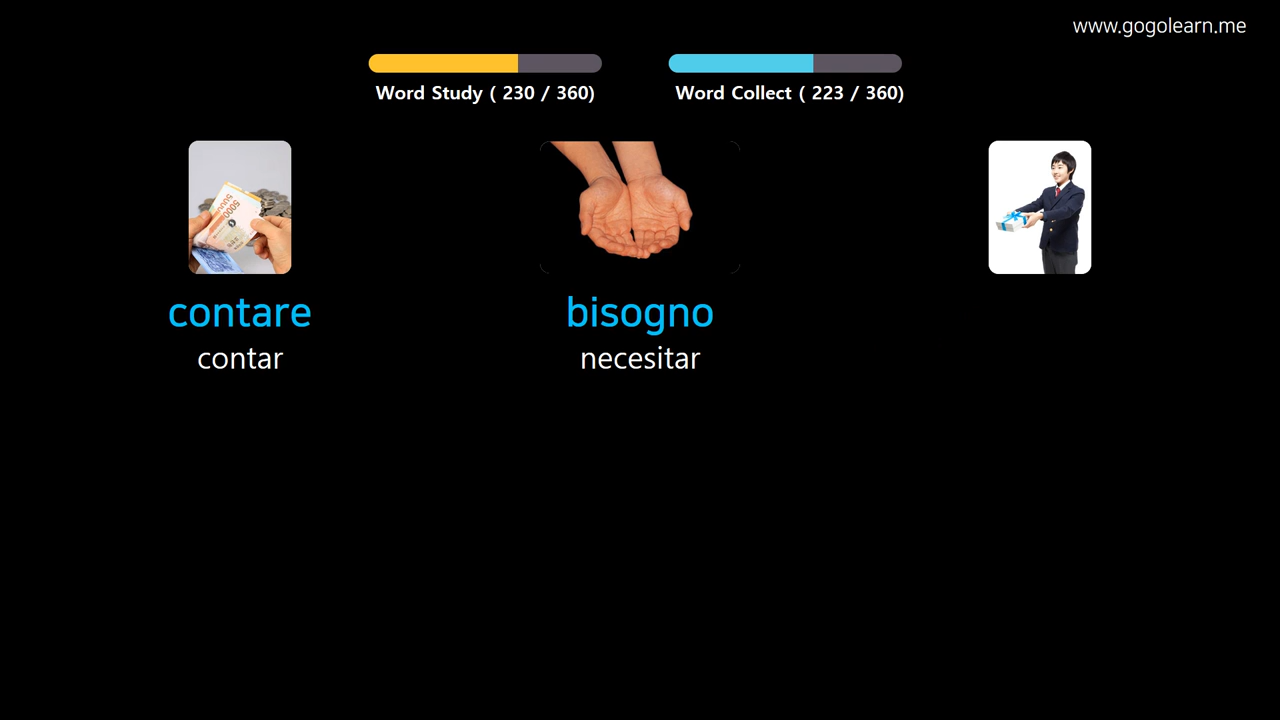 www.gogolearn.me
Word Study ( 230 / 360)
Word Collect ( 223 / 360)
contare
contar
bisogno
necesitar